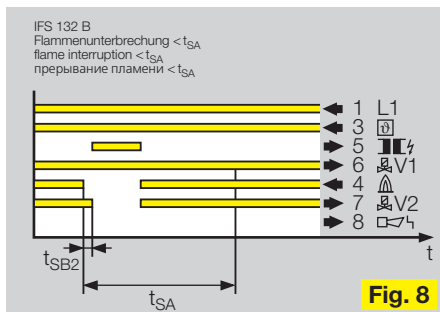 IFS 132 B
Flammenunterbrechung < tSA
flame interruption < tSA
прерывание пламени < tSA
1 L1
3 ϑ
5
6 V1
4
7 V2
8
t
tSB2
tSA
Fig. 8